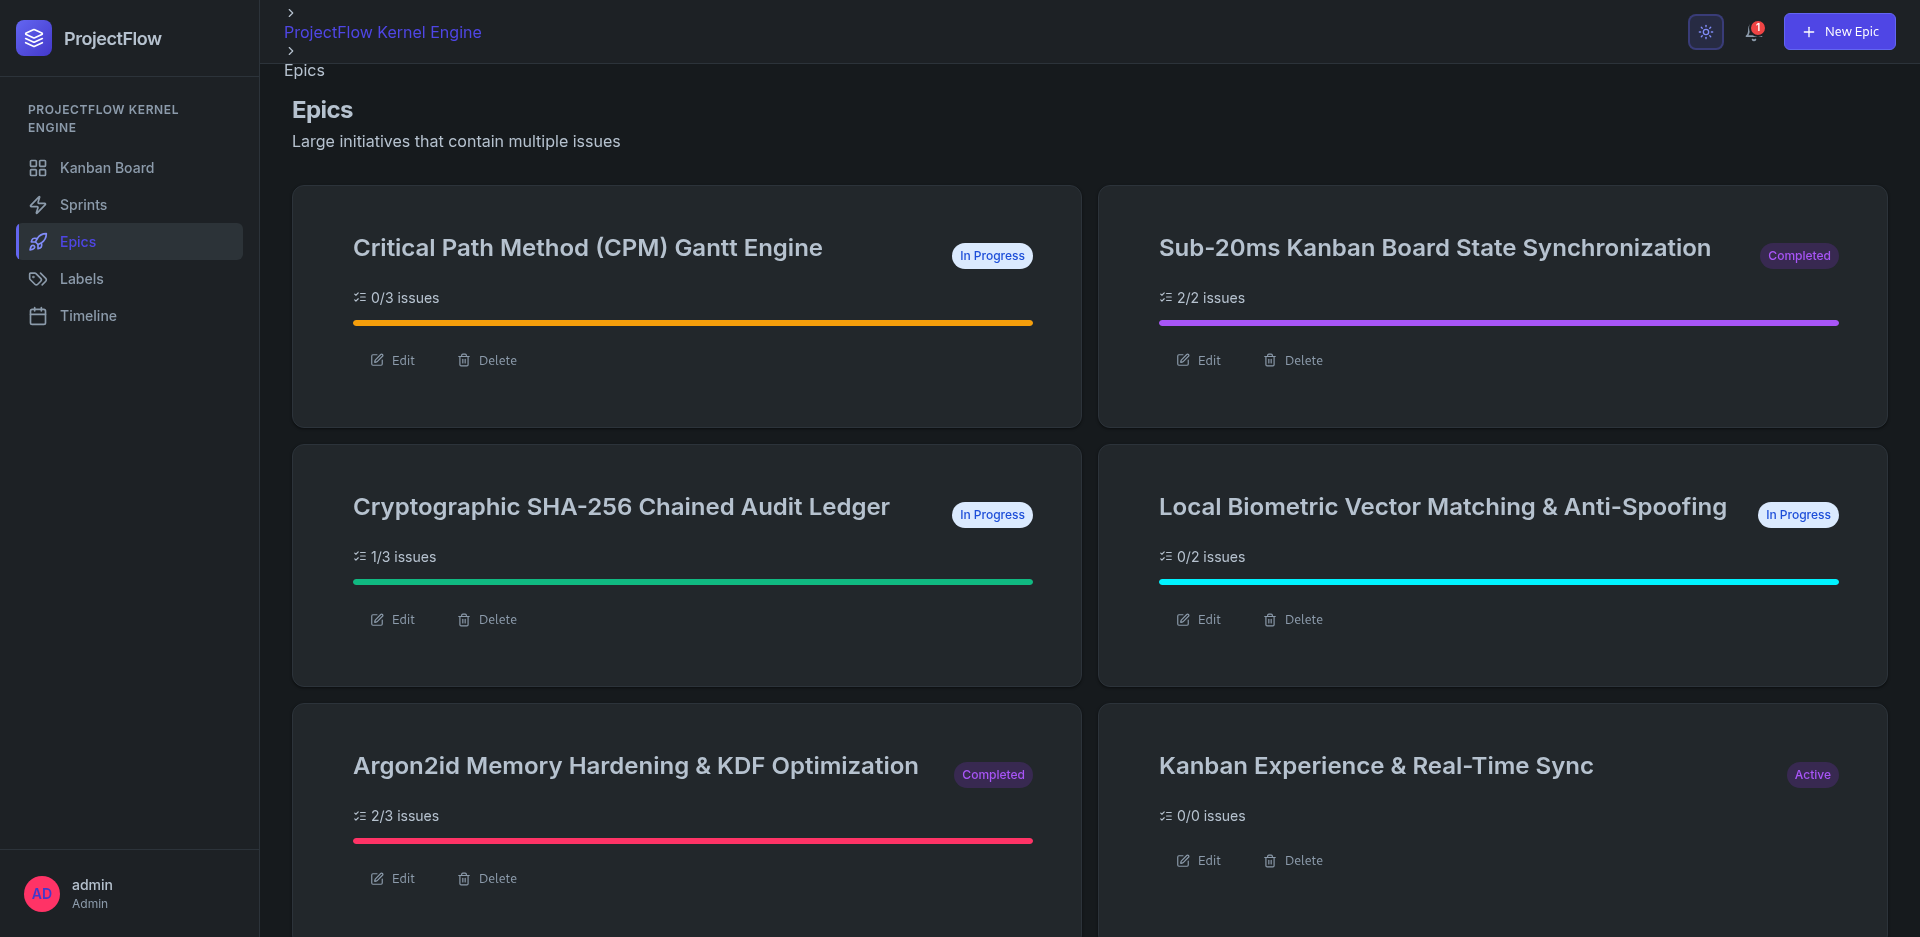 ProjectFlow
PROJECTFLOW KERNEL
ENGINE
Kanban Board
Sprints
Epics
Labels
Timeline
AD
admin
Admin
ProjectFlow Kernel Engine
Epics
1
New Epic
Epics
Large initiatives that contain multiple issues
Critical Path Method (CPM) Gantt Engine
In Progress
0/3 issues
Edit
Delete
Sub-20ms Kanban Board State Synchronization
Completed
2/2 issues
Edit
Delete
Cryptographic SHA-256 Chained Audit Ledger
In Progress
1/3 issues
Edit
Delete
Local Biometric Vector Matching & Anti-Spoofing
In Progress
0/2 issues
Edit
Delete
Argon2id Memory Hardening & KDF Optimization
Completed
2/3 issues
Edit
Delete
Kanban Experience & Real-Time Sync
Active
0/0 issues
Edit
Delete